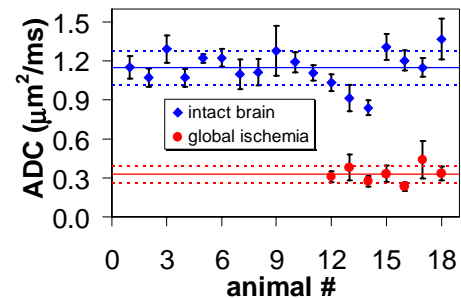 ADC (μm²/ms)
1.5
1.2
0.9
0.6
0.3
0.0
intact brain
global ischemia
0 3 6 9 12 15 18
animal #